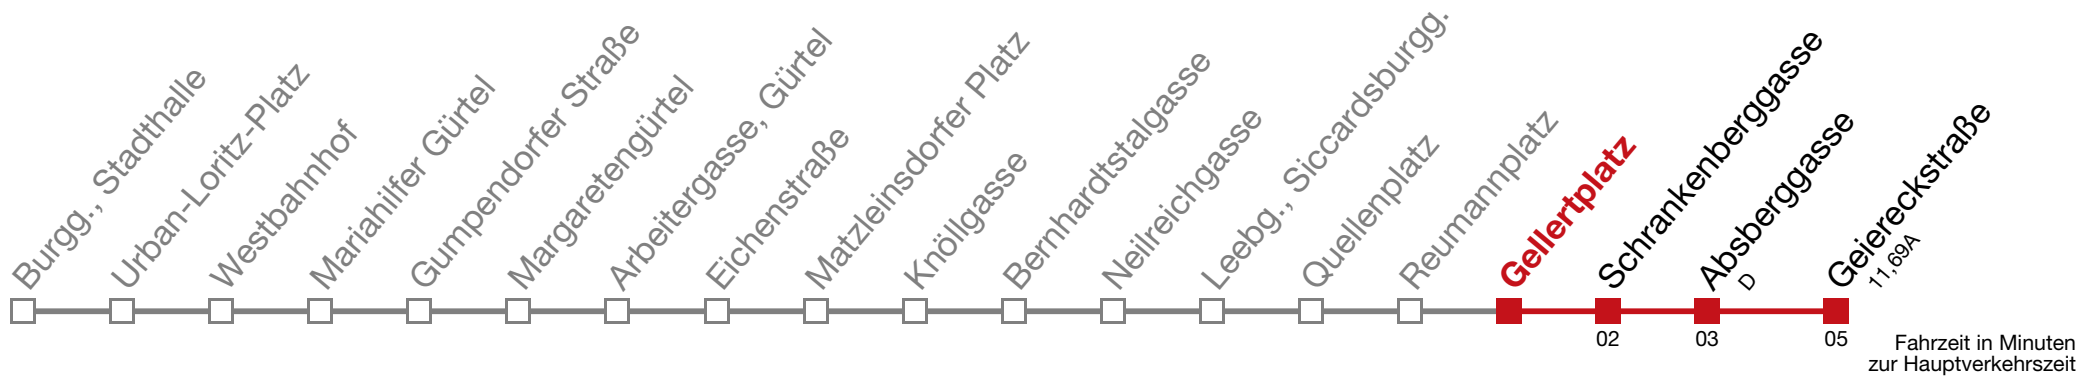 Burgg., Stadthalle
Urban-Loritz-Platz
Westbahnhof
Mariahilfer Gürtel
Gumpendorfer Straße
Margaretengürtel
Arbeitergasse, Gürtel
Eichenstraße
Matzleinsdorfer Platz
Knöllgasse
Bernhardtstalgasse
Neilreichgasse
Leebg., Siccardsburgg.
Quellenplatz
Reumannplatz
Gellertplatz
Schrankenberggasse
Absberggasse
D
Geiereckstraße
11,69A
02
03
05
Fahrzeit in Minuten
zur Hauptverkehrszeit